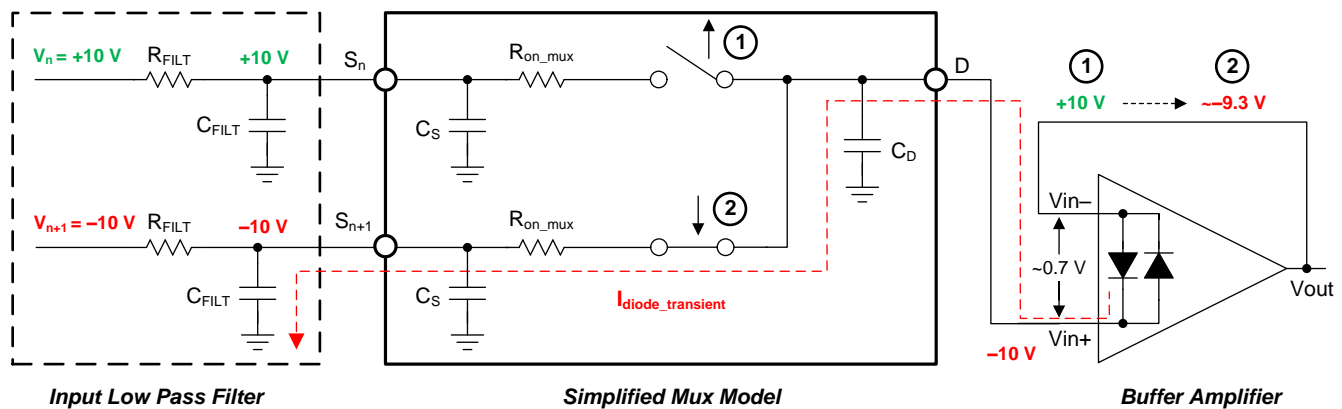 Vn = +10 V
RFILT
+10 V
Sn
Ron_mux
1
D
1
2
+10 V
~–9.3 V
CFILT
CS
CD
Vn+1 = –10 V
RFILT
–10 V
Sn+1
Ron_mux
2
Vin–
~0.7 V
CFILT
CS
Idiode_transient
Vin+
Vout
–10 V
Input Low Pass Filter
Simplified Mux Model
Buffer Amplifier